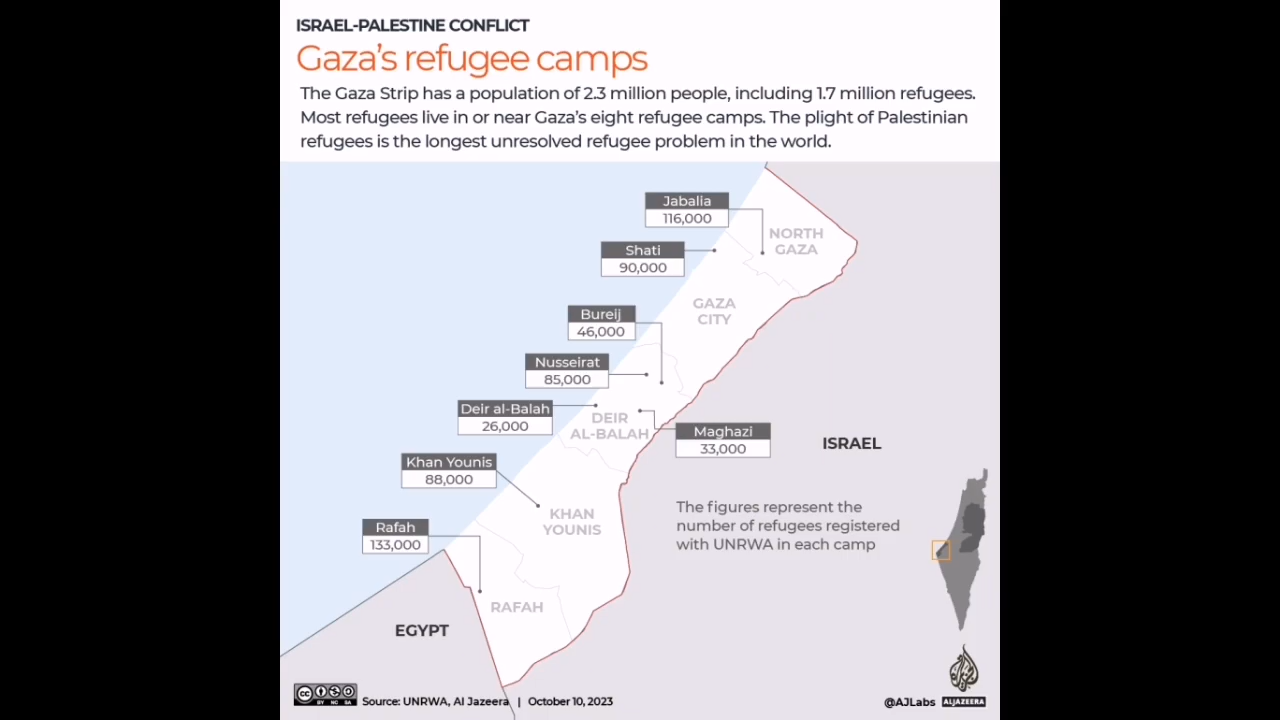 ISRAEL-PALESTINE CONFLICT
Gaza's refugee camps
The Gaza Strip has a population of 2.3 million people, including 1.7 million refugees.
Most refugees live in or near Gaza's eight refugee camps. The plight of Palestinian
refugees is the longest unresolved refugee problem in the world.
Jabalia
116,000
NORTH
GAZA
Shati
90,000
GAZA
CITY
Bureij
46,000
Nusseirat
85,000
Deir al-Balah
26,000
DEIR
AL-BALAH
Maghazi
33,000
ISRAEL
Khan Younis
88,000
KHAN
YOUNIS
The figures represent the
number of refugees registered
with UNRWA in each camp
Rafah
133,000
RAFAH
EGYPT
CC BY NC SA
Source: UNRWA, Al Jazeera | October 10, 2023
@AJLabs ALJAZEERA